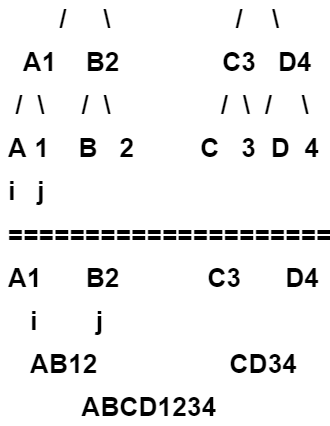 / \ / \
A1 B2 C3 D4
/ \ / \ / \ / \
A 1 B 2 C 3 D 4
i j
=====================
A1 B2 C3 D4
i j
AB12 CD34
ABCD1234